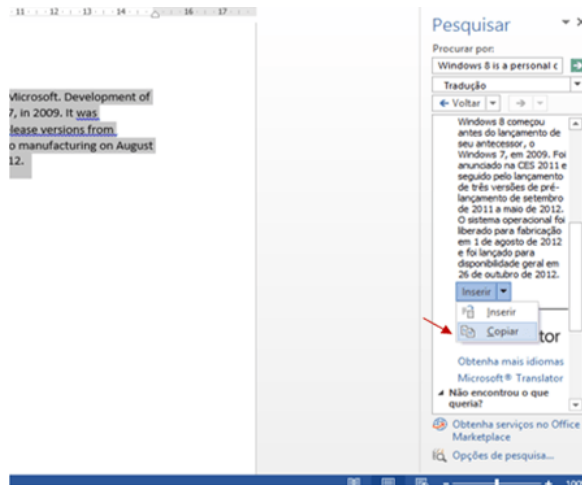 11 12 13 14 16 17
Microsoft. Development of
7, in 2009. It was
lease versions from
o manufacturing on August
12.
Pesquisar
Procurar por:
Windows 8 is a personal c
Tradução
Voltar
Windows 8 começou
antes do lançamento de
seu antecessor, o
Windows 7, em 2009. Foi
anunciado na CES 2011 e
seguido pelo lançamento
de três versões de pré-
lançamento de setembro
de 2011 a maio de 2012.
O sistema operacional foi
liberado para fabricação
em 1 de agosto de 2012
e foi lançado para
disponibilidade geral em
26 de outubro de 2012.
Inserir
Inserir
Copiar
tor
Obtenha mais idiomas
Microsoft® Translator
Não encontrou o que
queria?
Obtenha serviços no Office
Marketplace
Opções de pesquisa...
100